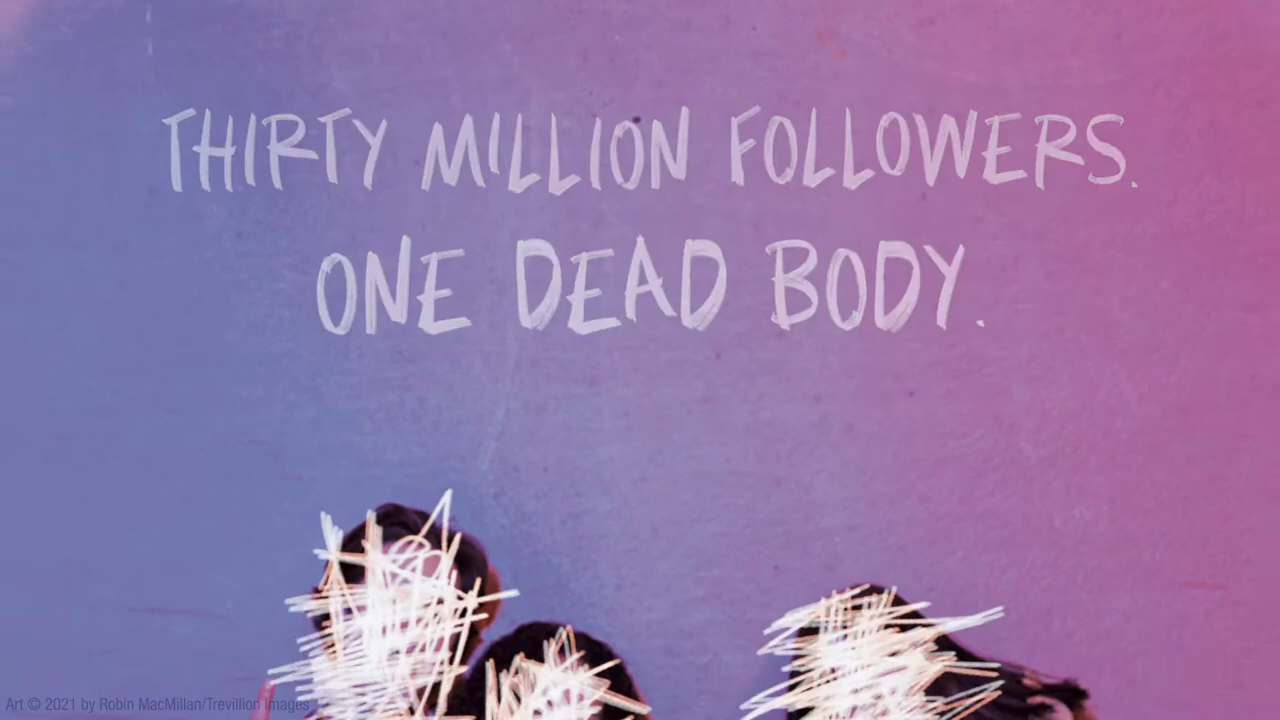 THIRTY MILLION FOLLOWERS.
ONE DEAD BODY.
Art © 2021 by Robin MacMillan/Trevillion Images